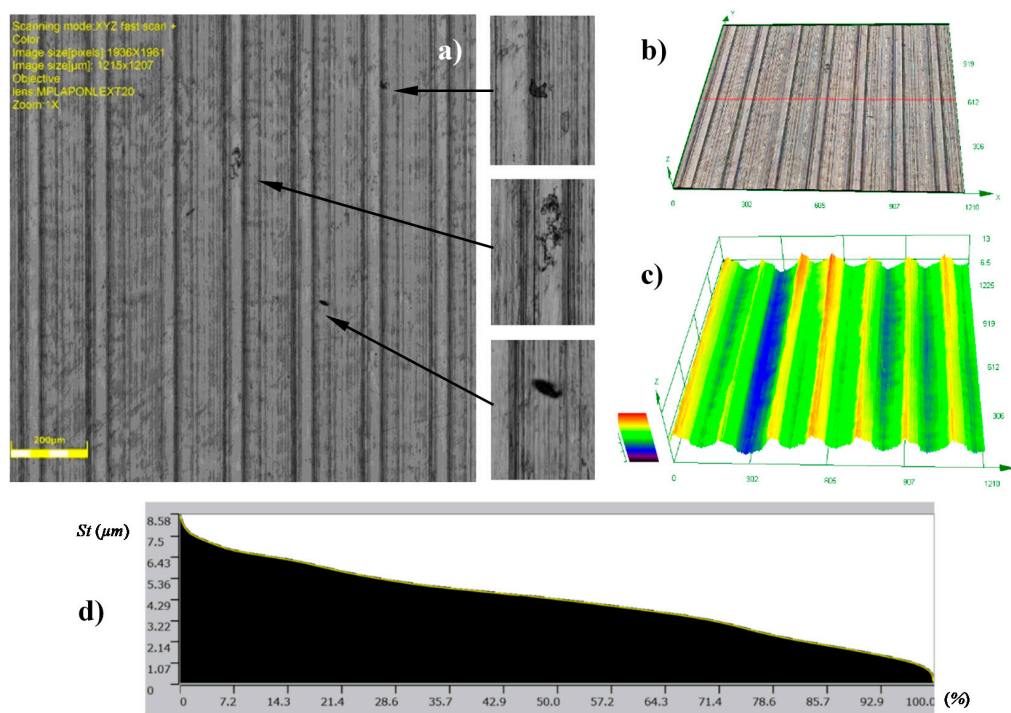 Scanning mode:XYZ fast scan +
Color
Image size[pixels]:1936X1961
Image size[µm]: 1215x1207
Objective
lens:MPLAPONLEXT20
Zoom:1X
200µm
a)
b)
Y
919
612
306
Z
X
0 302 605 907 1210
c)
13
6.5
1225
919
612
306
Z
0 302 605 907 1210
d)
St (µm)
8.58
7.5
6.43
5.36
4.29
3.22
2.14
1.07
0
0 7.2 14.3 21.4 28.6 35.7 42.9 50.0 57.2 64.3 71.4 78.6 85.7 92.9 100.0 (%)